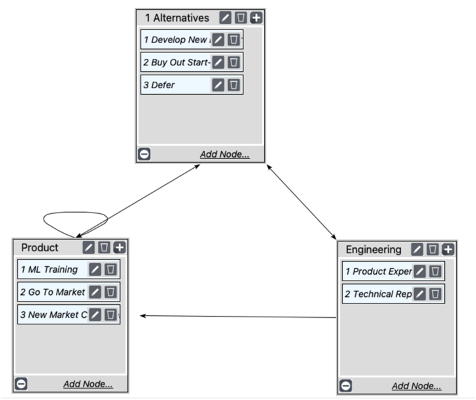 1 Alternatives
1 Develop New
2 Buy Out Start-
3 Defer
Add Node...
Product
1 ML Training
2 Go To Market
3 New Market C
Add Node...
Engineering
1 Product Exper
2 Technical Rep
Add Node...